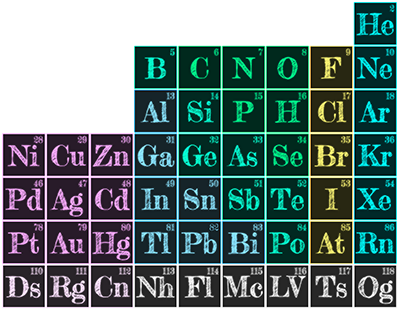 2
He
5 6 7 8 9 10
B C N O F Ne
13 14 15 16 17 18
Al Si P H Cl Ar
28 29 30 31 32 33 34 35 36
Ni Cu Zn Ga Ge As Se Br Kr
46 47 48 49 50 51 52 53 54
Pd Ag Cd In Sn Sb Te I Xe
78 79 80 81 82 83 84 85 86
Pt Au Hg Tl Pb Bi Po At Rn
110 111 112 113 114 115 116 117 118
Ds Rg Cn Nh Fl Mc LV Ts Og